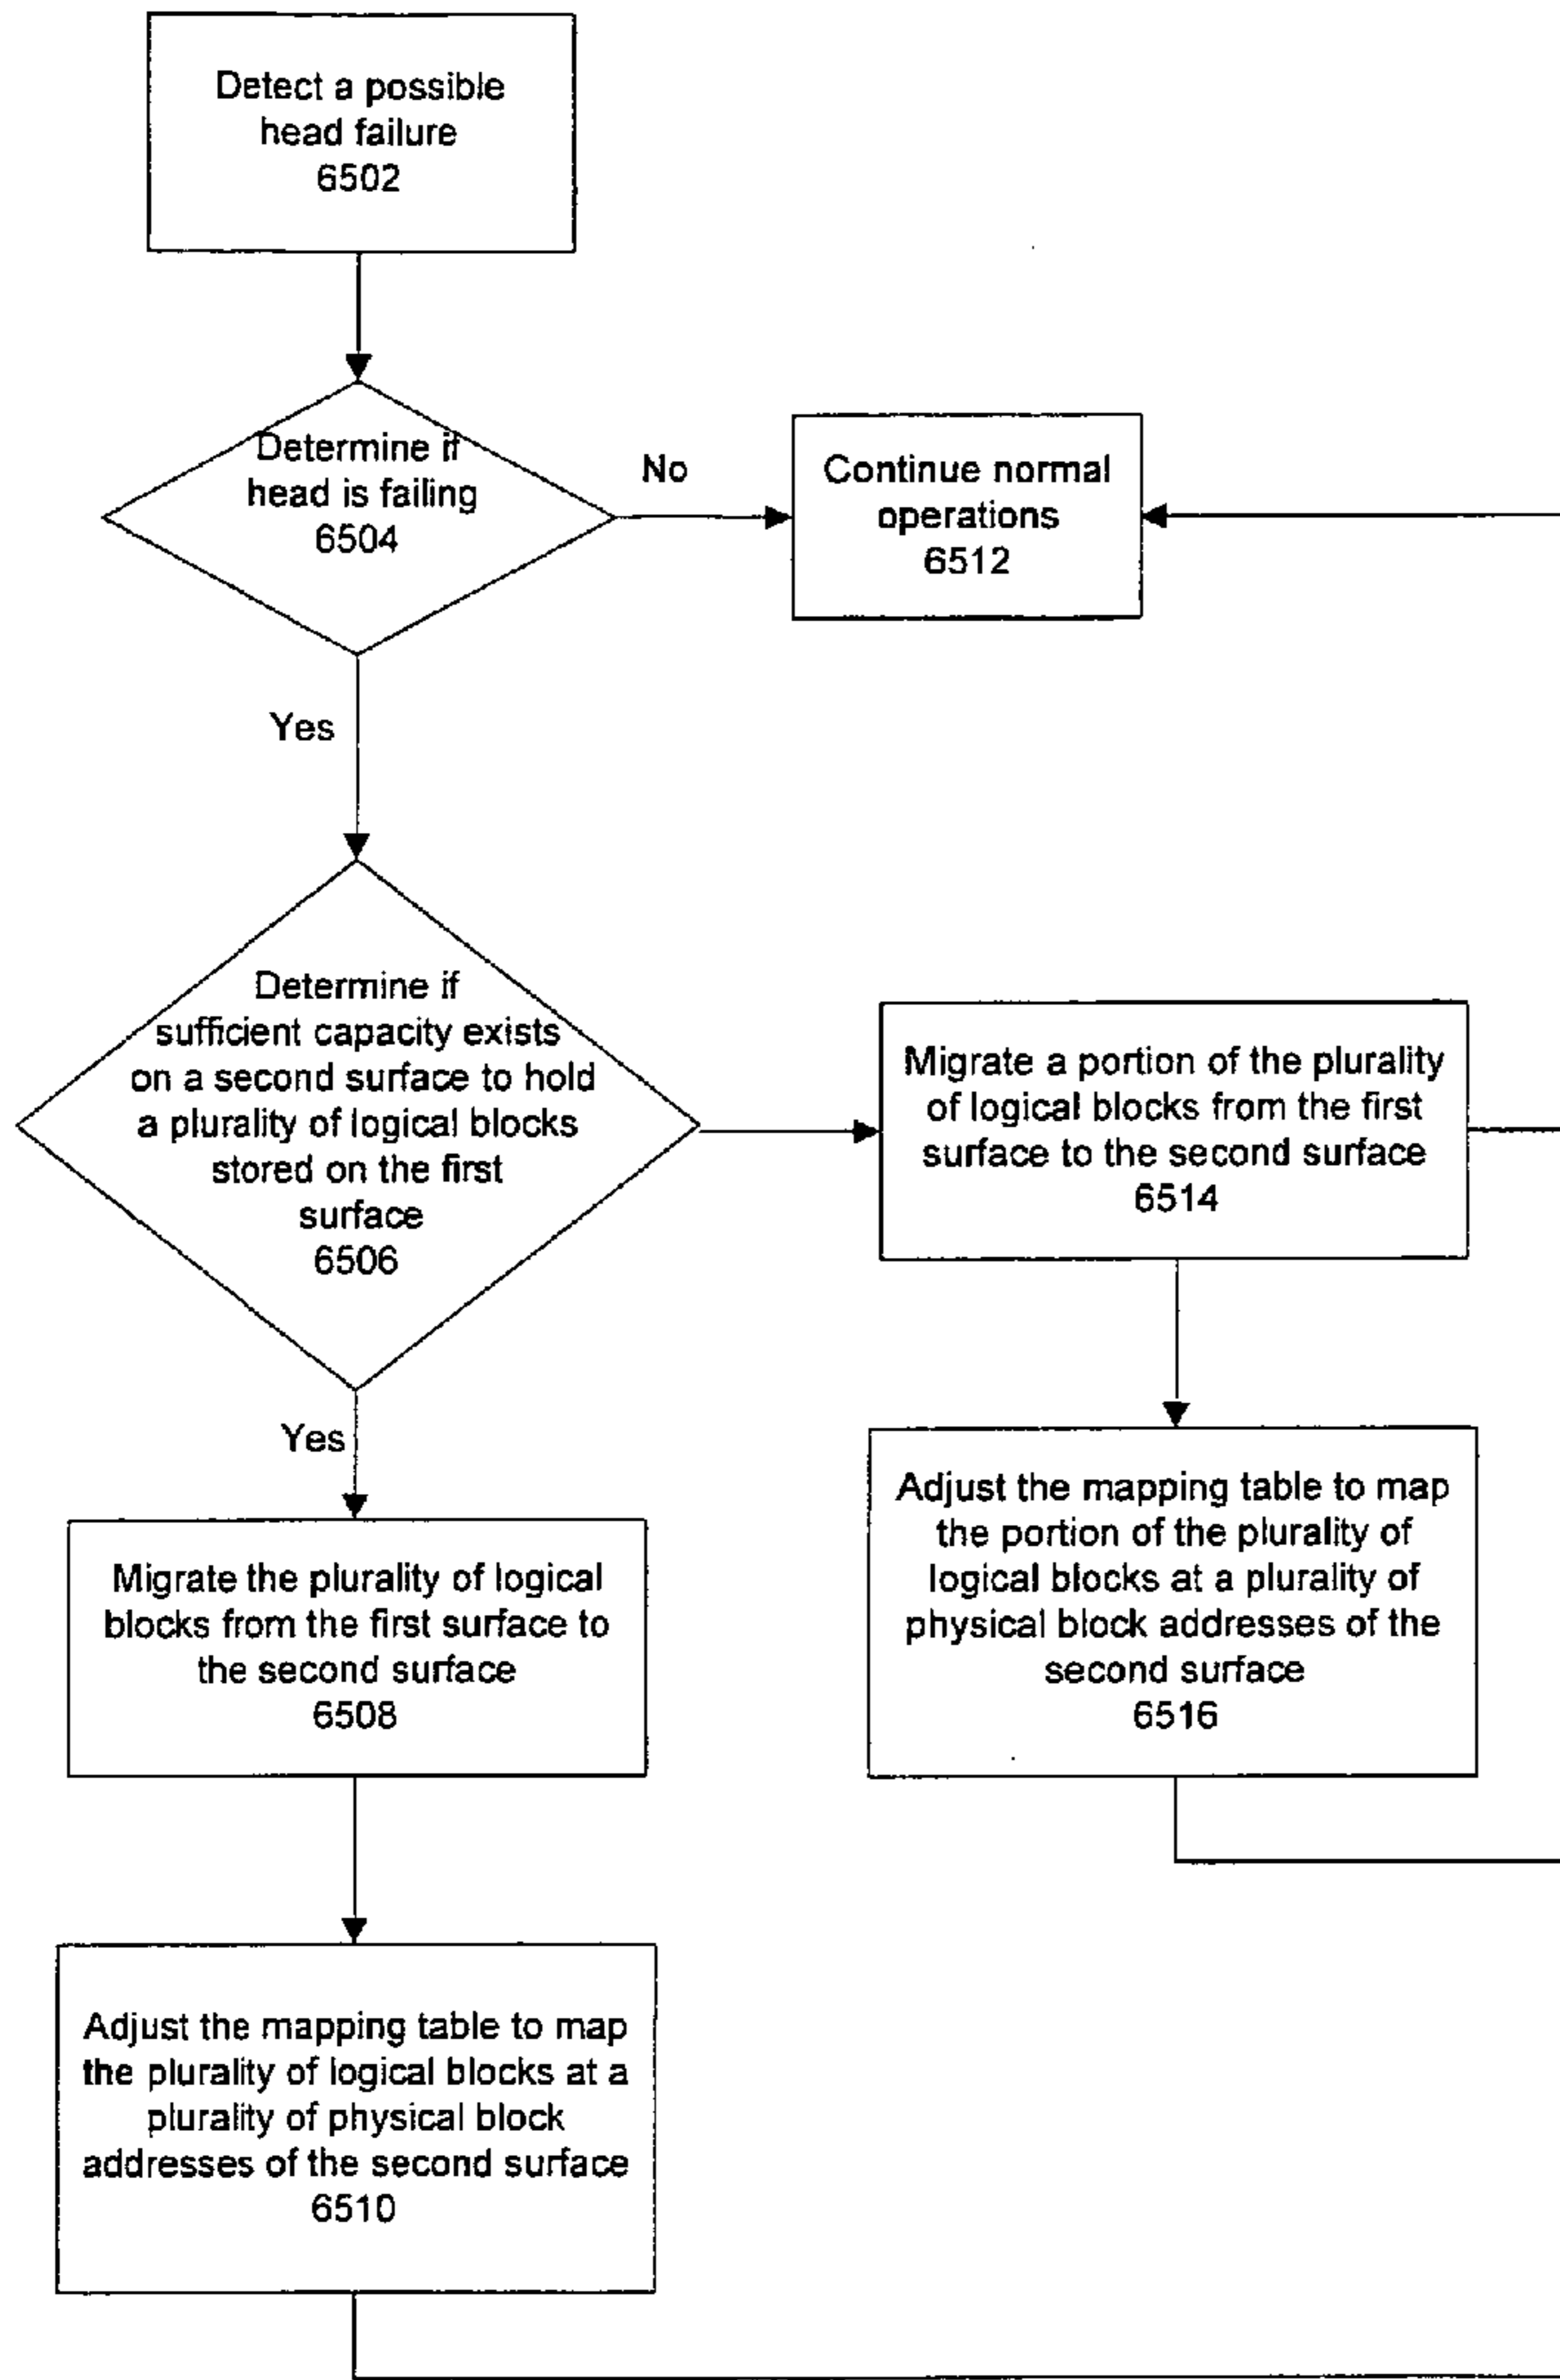 Detect a possible
head failure
6502
Determine if
head is failing
6504
No
Continue normal
operations
6512
Yes
Determine if
sufficient capacity exists
on a second surface to hold
a plurality of logical blocks
stored on the first
surface
6506
Migrate a portion of the plurality
of logical blocks from the first
surface to the second surface
6514
Yes
Adjust the mapping table to map
the portion of the plurality of
logical blocks at a plurality of
physical block addresses of the
second surface
6516
Migrate the plurality of logical
blocks from the first surface to
the second surface
6508
Adjust the mapping table to map
the plurality of logical blocks at a
plurality of physical block
addresses of the second surface
6510